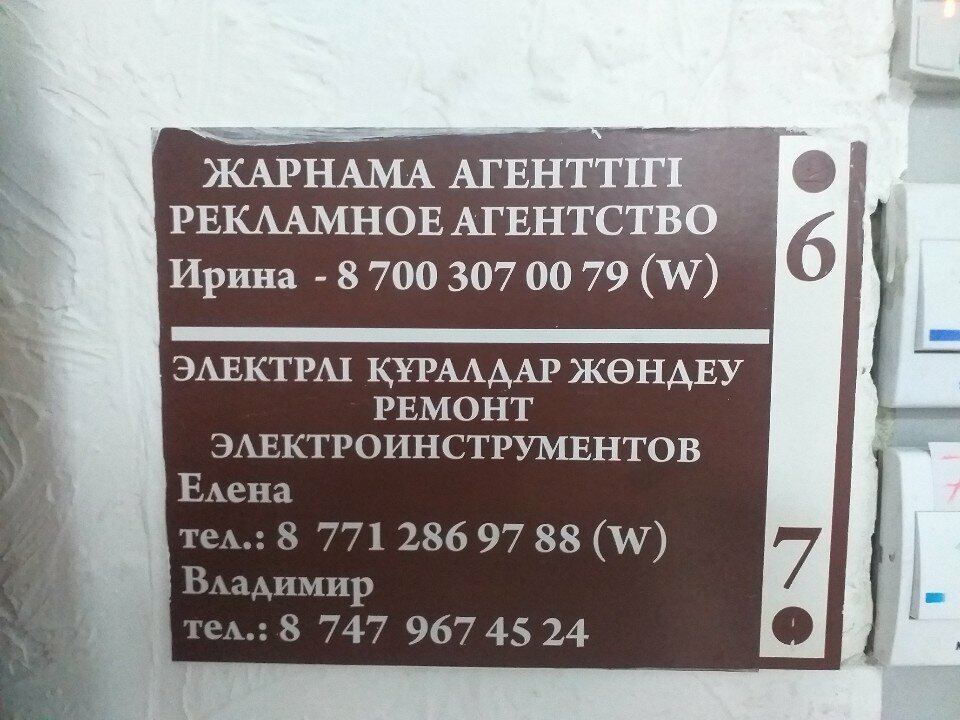 ЖАРНАМА АГЕНТТІГІ
РЕКЛАМНОЕ АГЕНТСТВО
Ирина - 8 700 307 00 79 (W)
6
ЭЛЕКТРЛІ ҚҰРАЛДАР ЖӨНДЕУ
РЕМОНТ
ЭЛЕКТРОИНСТРУМЕНТОВ
Елена
тел.: 8 771 286 97 88 (W)
Владимир
тел.: 8 747 967 45 24
7